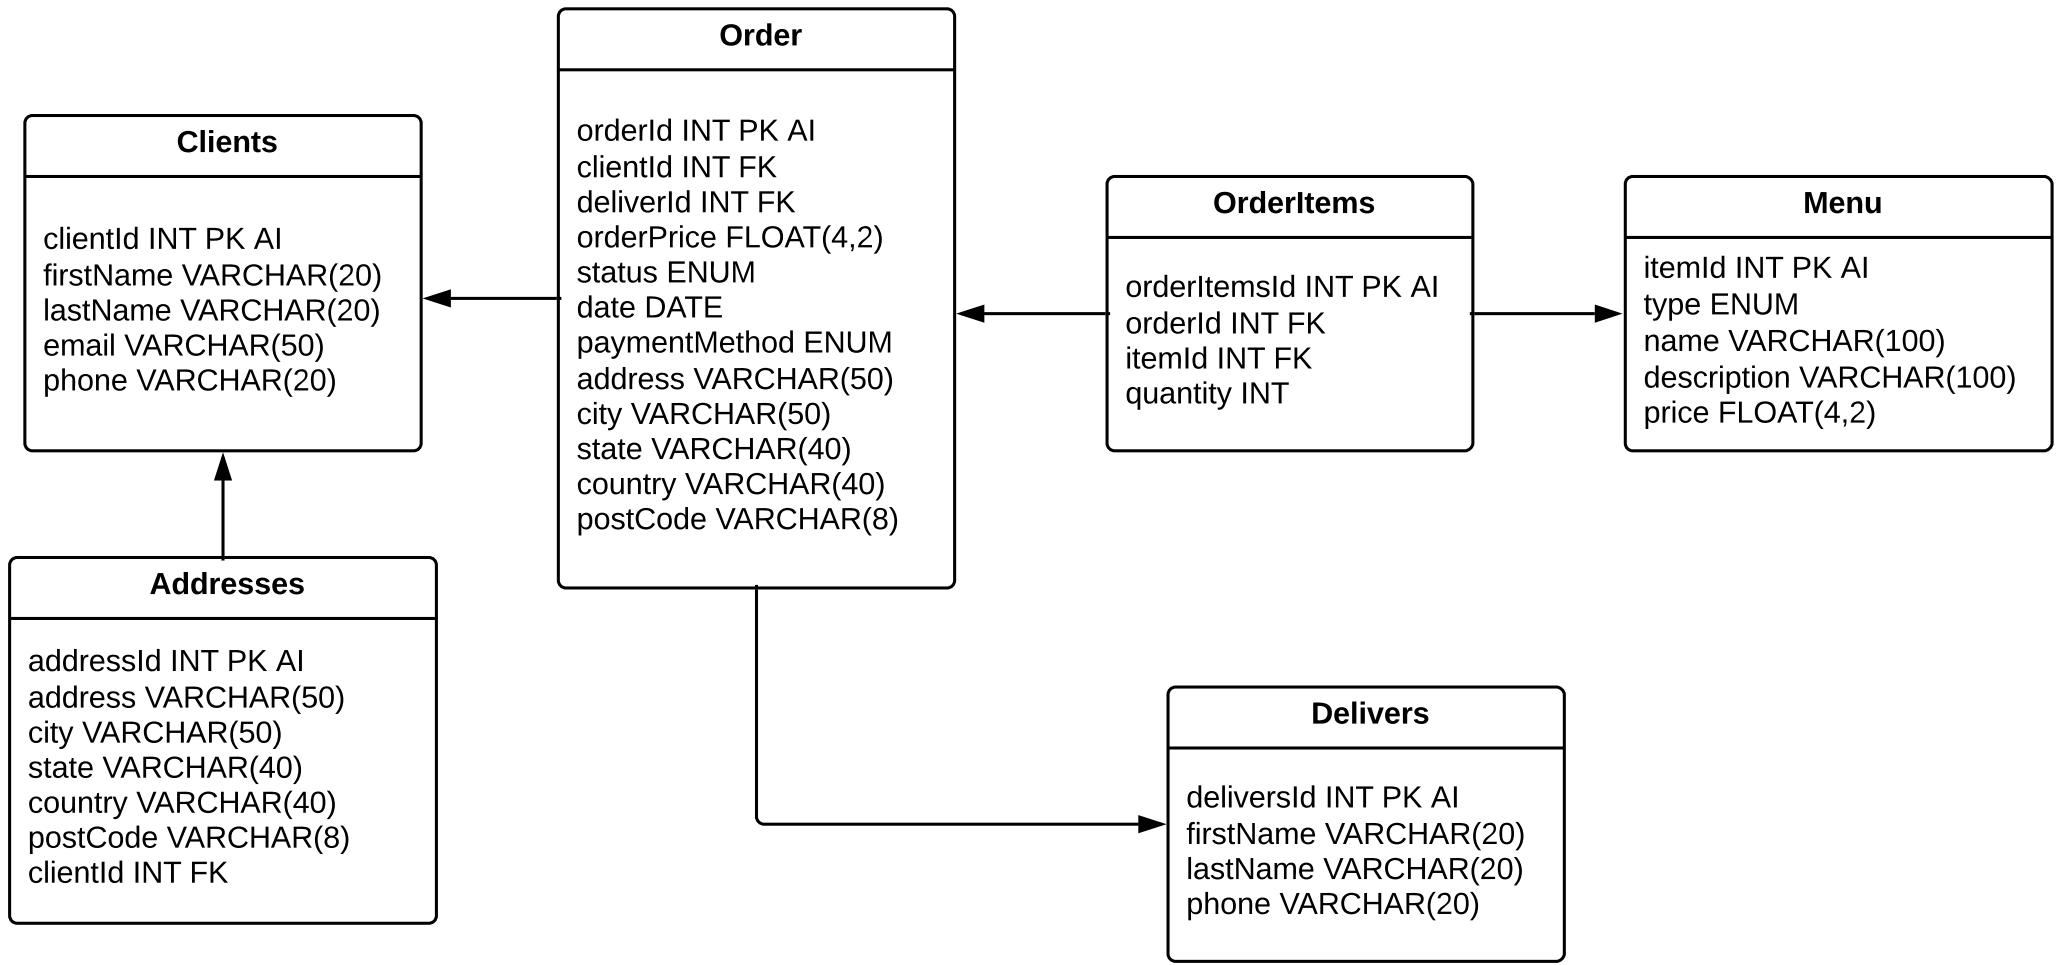 Order
orderId INT PK AI
clientId INT FK
deliverId INT FK
orderPrice FLOAT(4,2)
status ENUM
date DATE
paymentMethod ENUM
address VARCHAR(50)
city VARCHAR(50)
state VARCHAR(40)
country VARCHAR(40)
postCode VARCHAR(8)
Clients
clientId INT PK AI
firstName VARCHAR(20)
lastName VARCHAR(20)
email VARCHAR(50)
phone VARCHAR(20)
OrderItems
orderItemsId INT PK AI
orderId INT FK
itemId INT FK
quantity INT
Menu
itemId INT PK AI
type ENUM
name VARCHAR(100)
description VARCHAR(100)
price FLOAT(4,2)
Addresses
addressId INT PK AI
address VARCHAR(50)
city VARCHAR(50)
state VARCHAR(40)
country VARCHAR(40)
postCode VARCHAR(8)
clientId INT FK
Delivers
deliversId INT PK AI
firstName VARCHAR(20)
lastName VARCHAR(20)
phone VARCHAR(20)